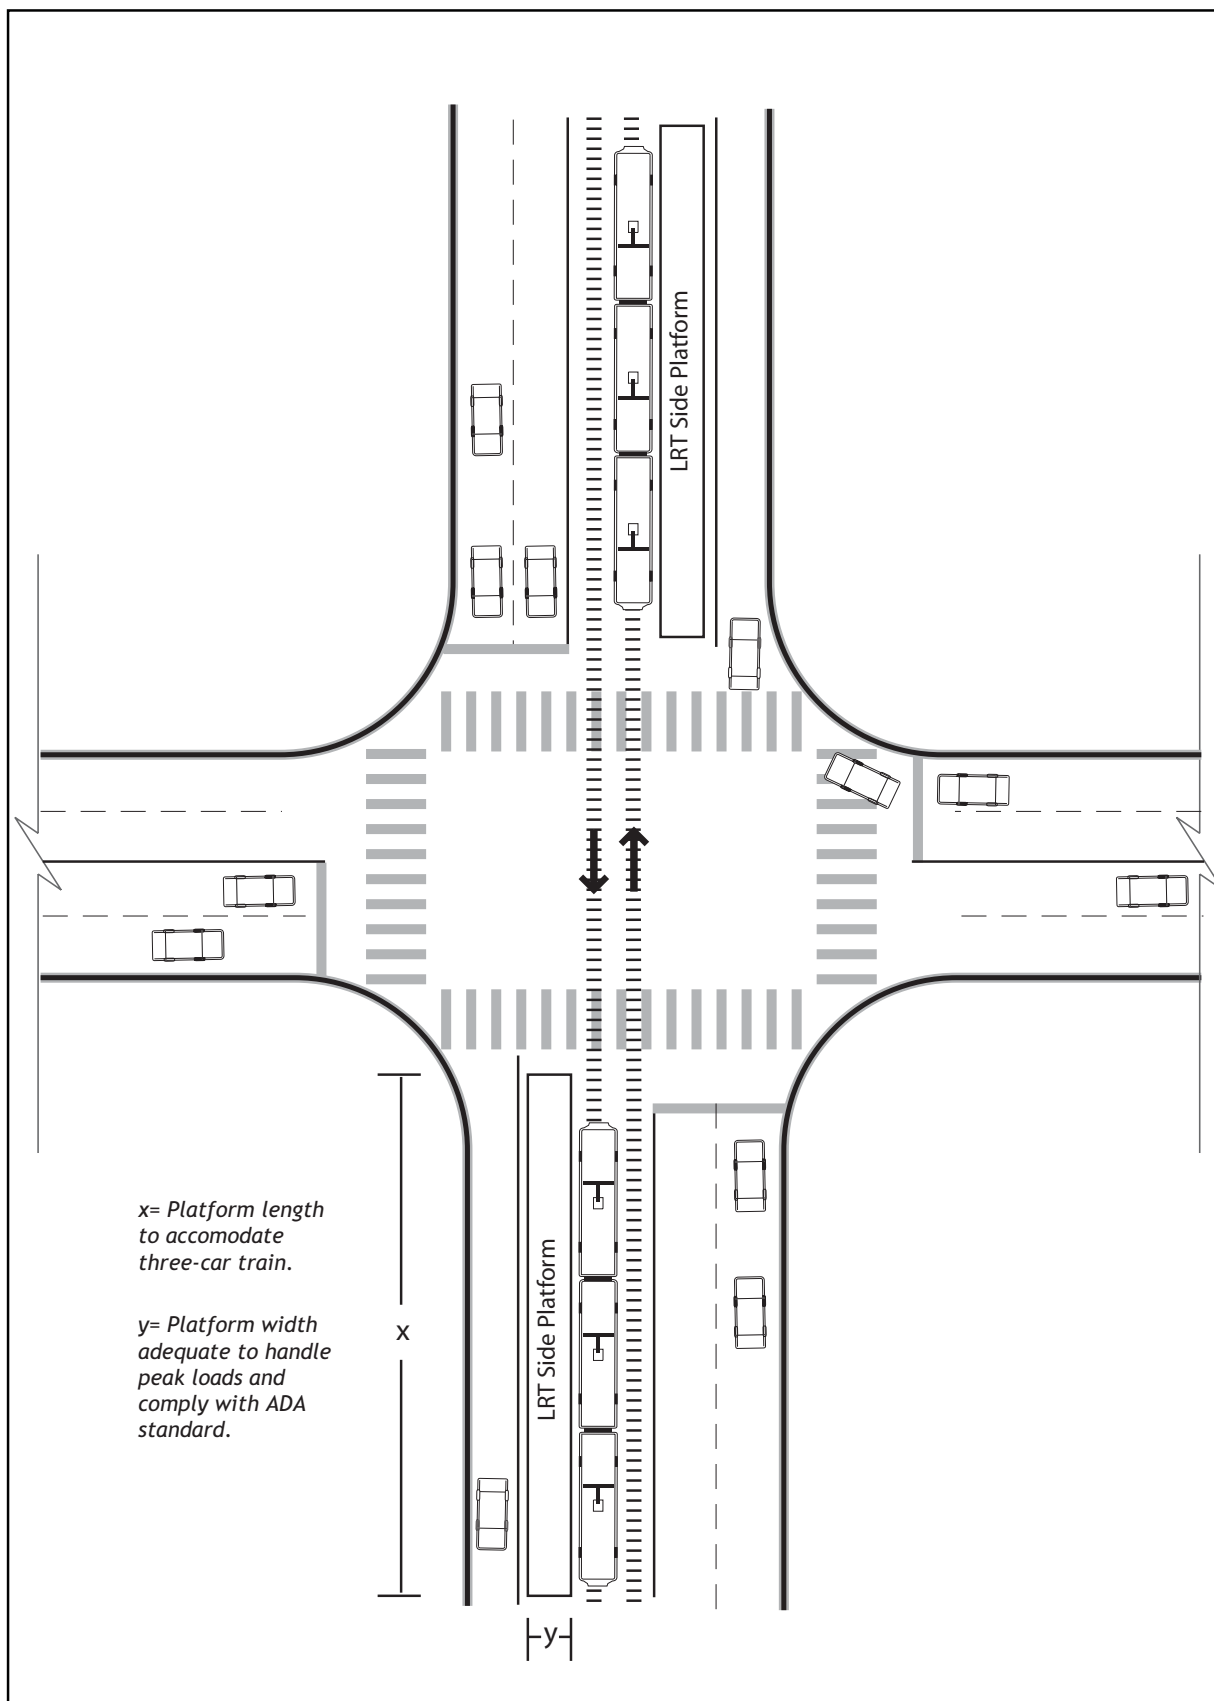 LRT Side Platform
x= Platform length
to accomodate
three-car train.
y= Platform width
adequate to handle
peak loads and
comply with ADA
standard.
x
LRT Side Platform
y